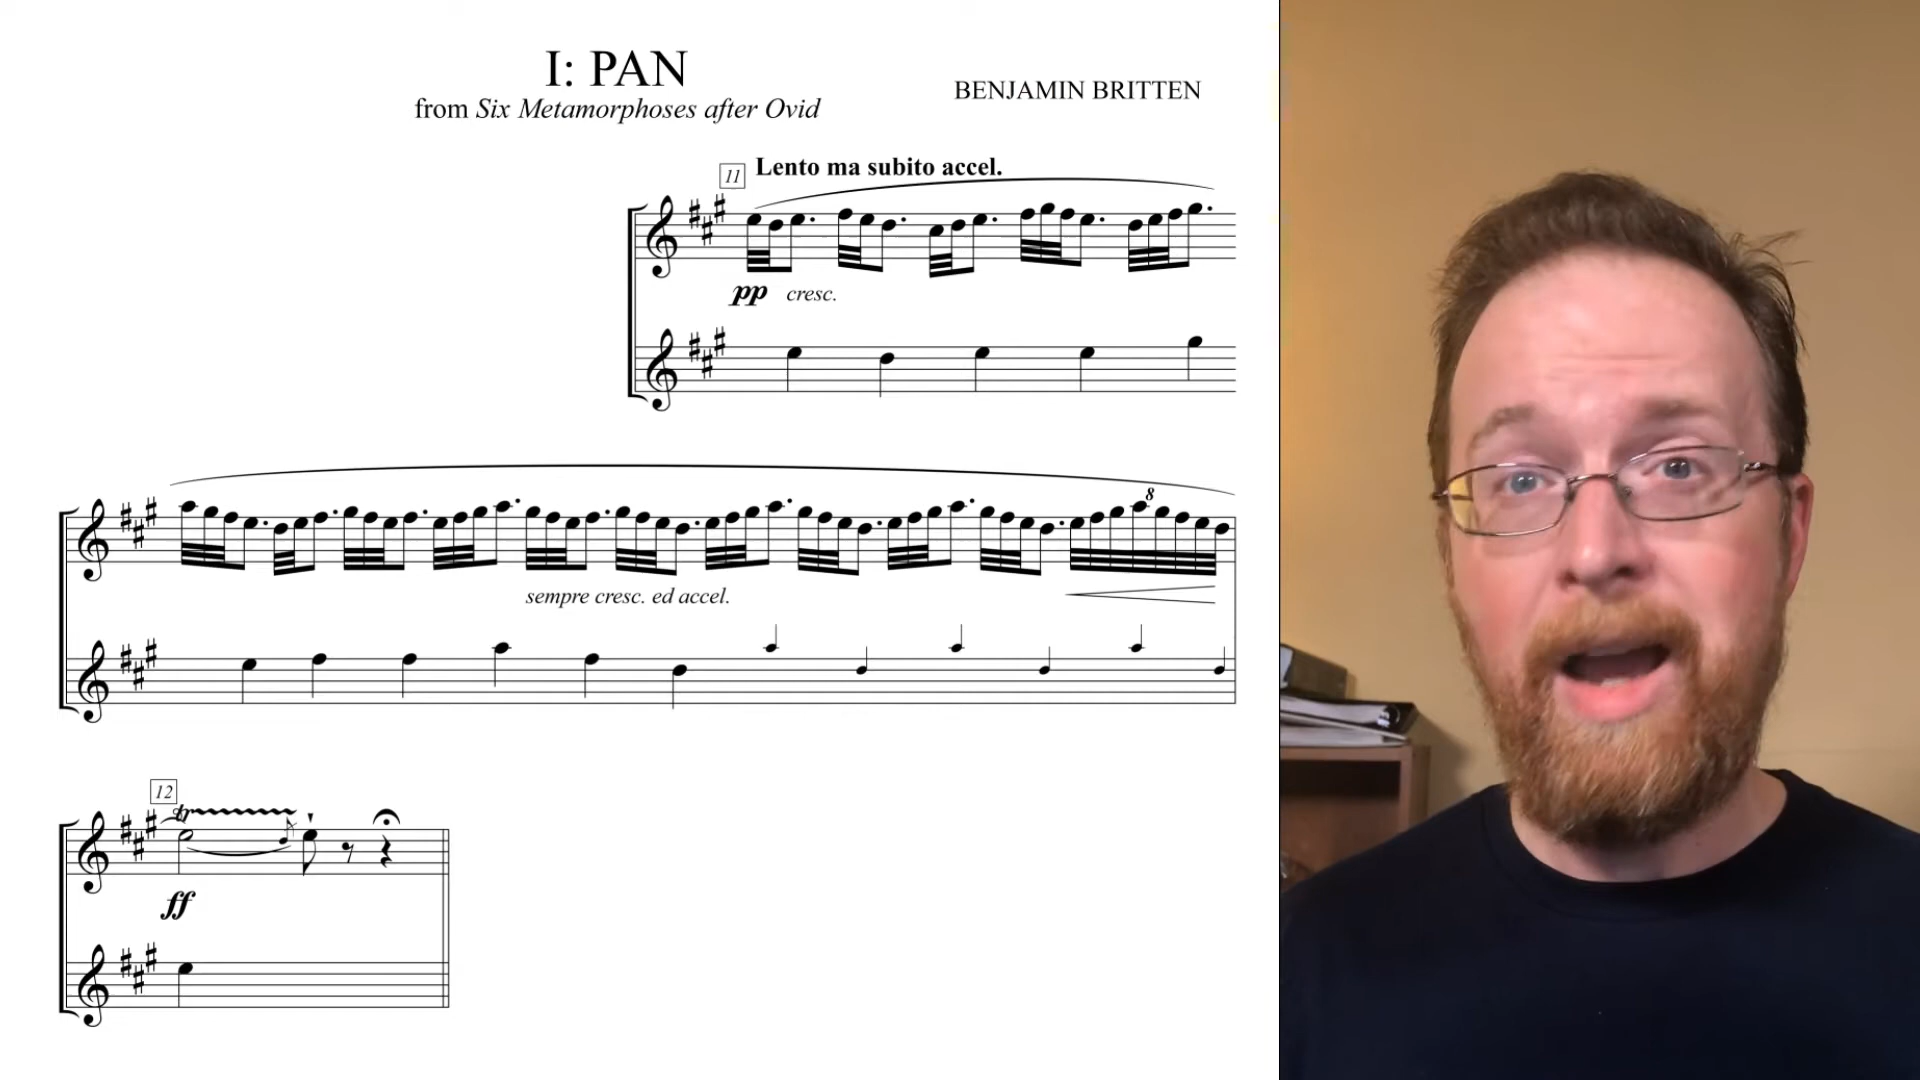 I: PAN
from Six Metamorphoses after Ovid
BENJAMIN BRITTEN
11 Lento ma subito accel.
pp cresc.
8
sempre cresc. ed accel.
12
tr
ff